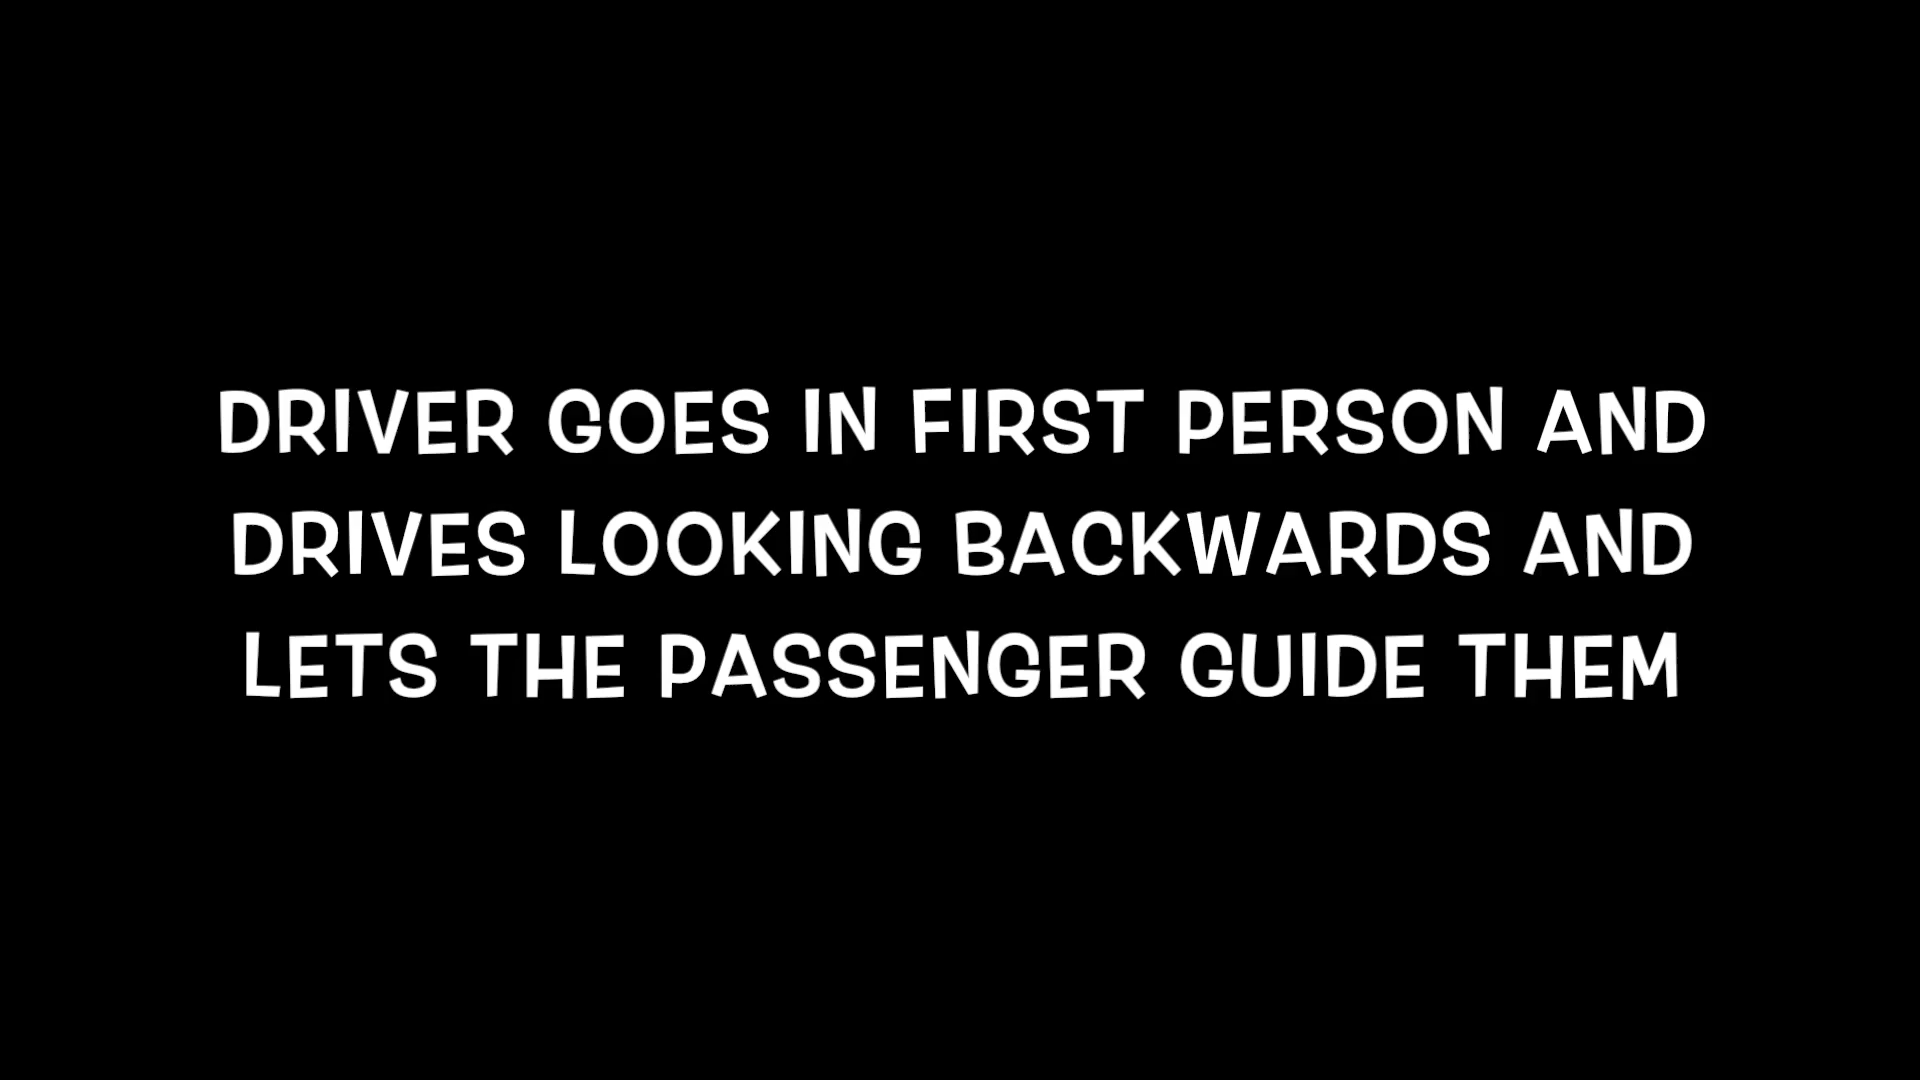 DRIVER GOES IN FIRST PERSON AND
DRIVES LOOKING BACKWARDS AND
LETS THE PASSENGER GUIDE THEM